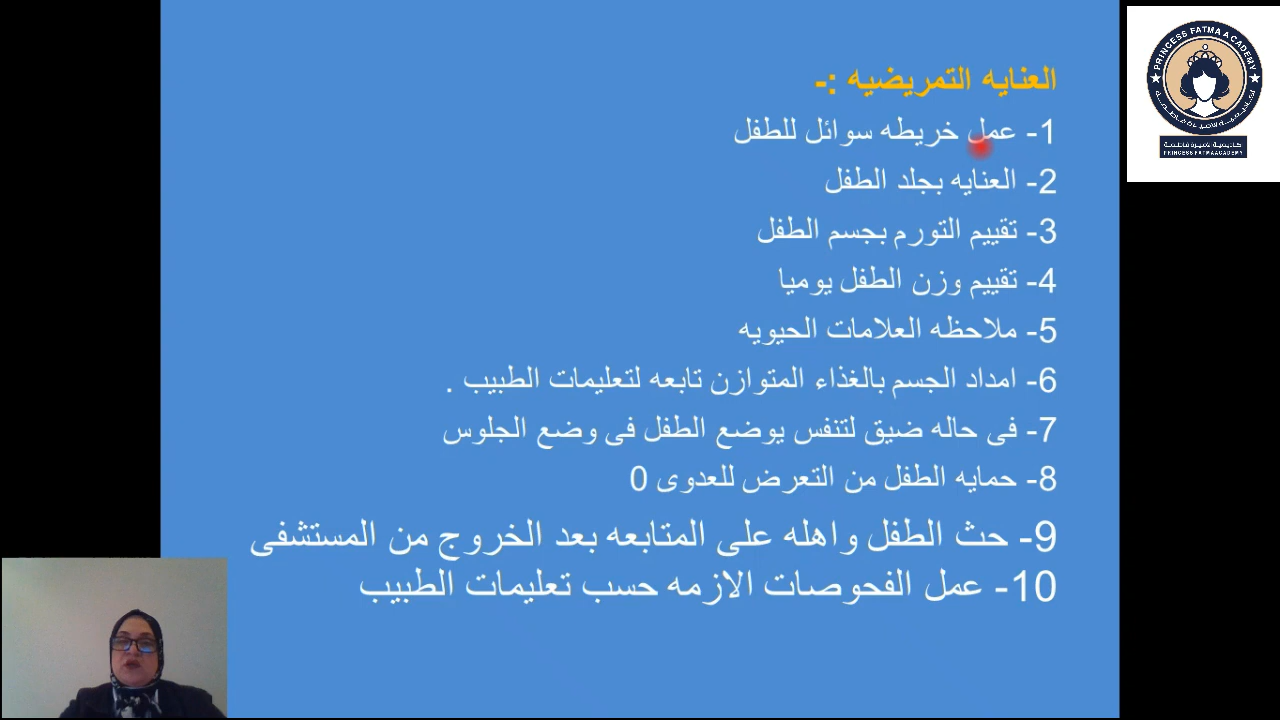 العنايه التمريضيه :-
1- عمل خريطه سوائل للطفل
2- العنايه بجلد الطفل
3- تقييم التورم بجسم الطفل
4- تقييم وزن الطفل يوميا
5- ملاحظه العلامات الحيويه
6- امداد الجسم بالغذاء المتوازن تابعه لتعليمات الطبيب .
7- فى حاله ضيق لتنفس يوضع الطفل فى وضع الجلوس
8- حمايه الطفل من التعرض للعدوى 0
9- حث الطفل واهله على المتابعه بعد الخروج من المستشفى
10- عمل الفحوصات الازمه حسب تعليمات الطبيب
PRINCESS FATMA ACADEMY
PRINCESS FATMA ACADEMY